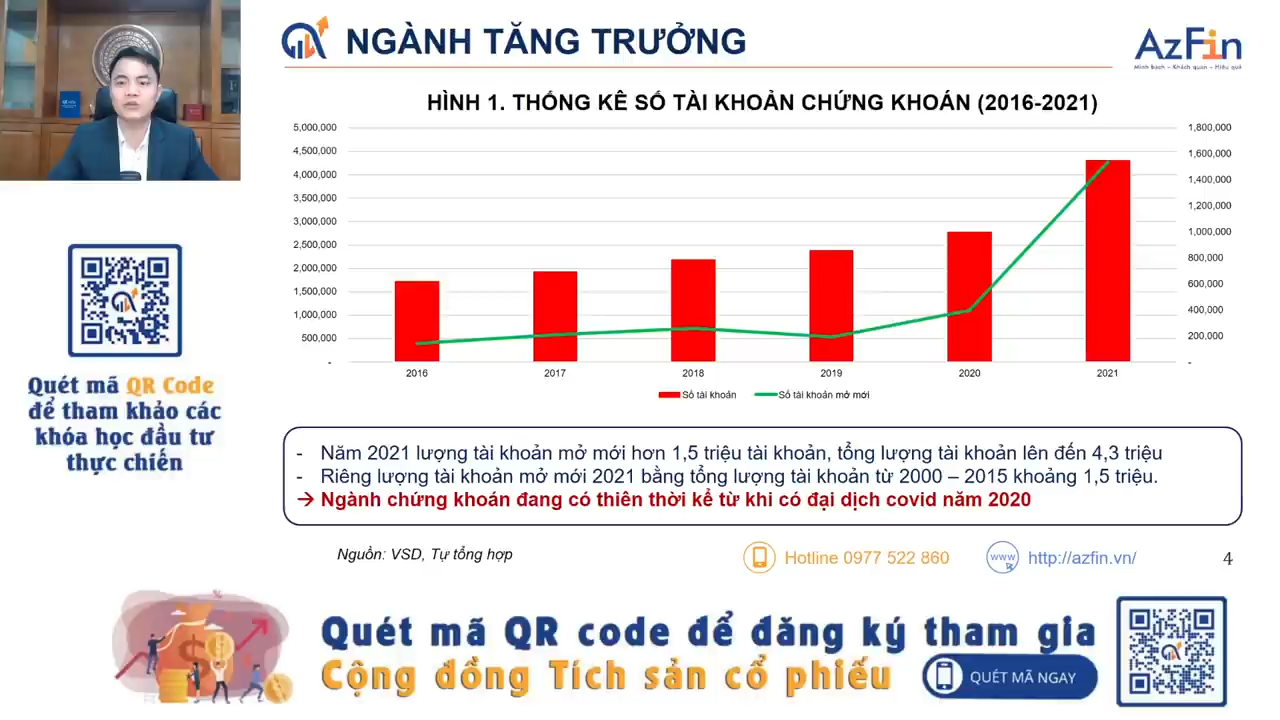 NGÀNH TĂNG TRƯỞNG
AzFin
Minh bạch – Khách quan – Hiệu quả
HÌNH 1. THỐNG KÊ SỐ TÀI KHOẢN CHỨNG KHOÁN (2016-2021)
5,000,000
4,500,000
4,000,000
3,500,000
3,000,000
2,500,000
2,000,000
1,500,000
1,000,000
500,000
-
1,800,000
1,600,000
1,400,000
1,200,000
1,000,000
800,000
600,000
400,000
200,000
-
2016 2017 2018 2019 2020 2021
Số tài khoản Số tài khoản mở mới
Quét mã QR Code
để tham khảo các
khóa học đầu tư
thực chiến
- Năm 2021 lượng tài khoản mở mới hơn 1,5 triệu tài khoản, tổng lượng tài khoản lên đến 4,3 triệu
- Riêng lượng tài khoản mở mới 2021 bằng tổng lượng tài khoản từ 2000 – 2015 khoảng 1,5 triệu.
→ Ngành chứng khoán đang có thiên thời kể từ khi có đại dịch covid năm 2020
Nguồn: VSD, Tự tổng hợp
Hotline 0977 522 860
www
http://azfin.vn/
4
Quét mã QR code để đăng ký tham gia
Cộng đồng Tích sản cổ phiếu
QUÉT MÃ NGAY